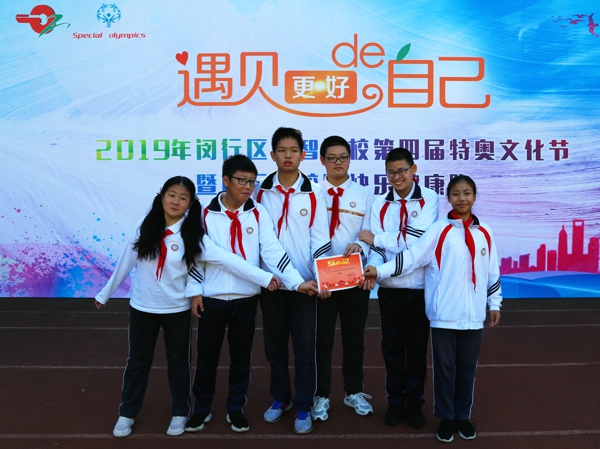 Special olympics
遇见更好de自己
2019年闵行区 智 校第四届特奥文化节
暨 快乐 康